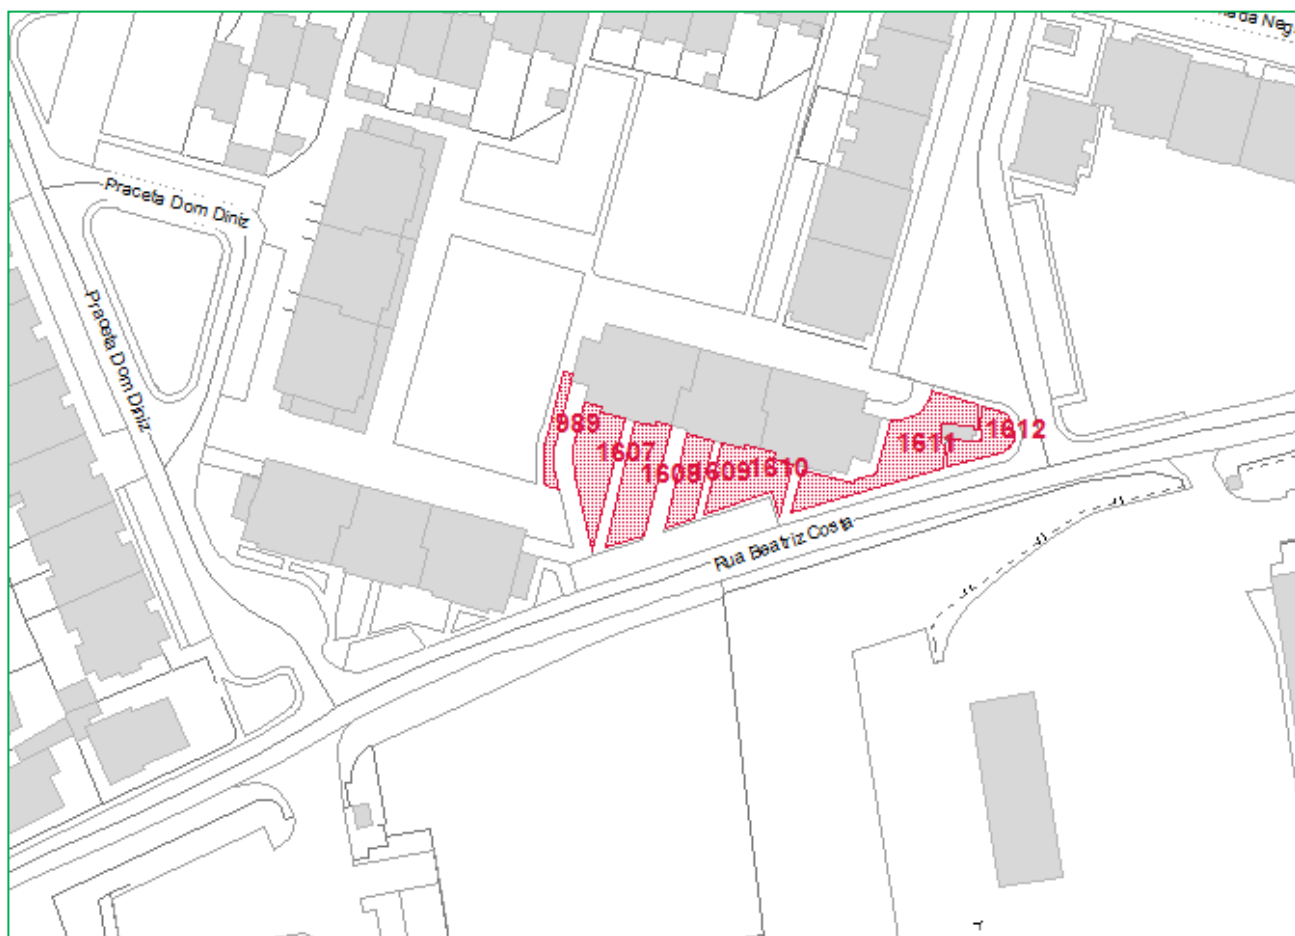 Praceta Dom Diniz
Praceta Dom Diniz
989
1607
1608
1609
1610
1611
1612
Rua Beatriz Costa